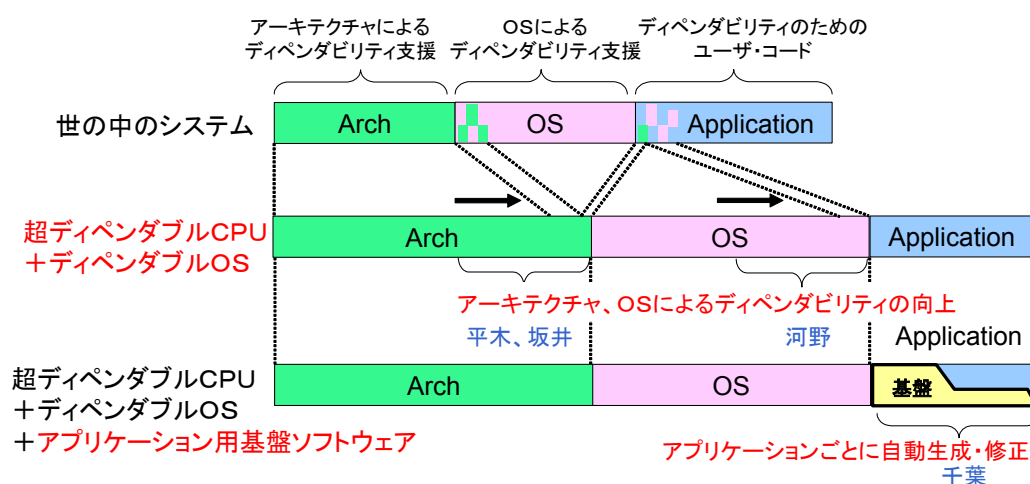 アーキテクチャによる
ディペンダビリティ支援
OSによる
ディペンダビリティ支援
ディペンダビリティのための
ユーザ・コード
世の中のシステム
Arch
OS
Application
超ディペンダブルCPU
＋ディペンダブルOS
Arch
OS
Application
アーキテクチャ、OSによるディペンダビリティの向上
平木、坂井
河野
Application
超ディペンダブルCPU
＋ディペンダブルOS
＋アプリケーション用基盤ソフトウェア
Arch
OS
基盤
アプリケーションごとに自動生成・修正
千葉